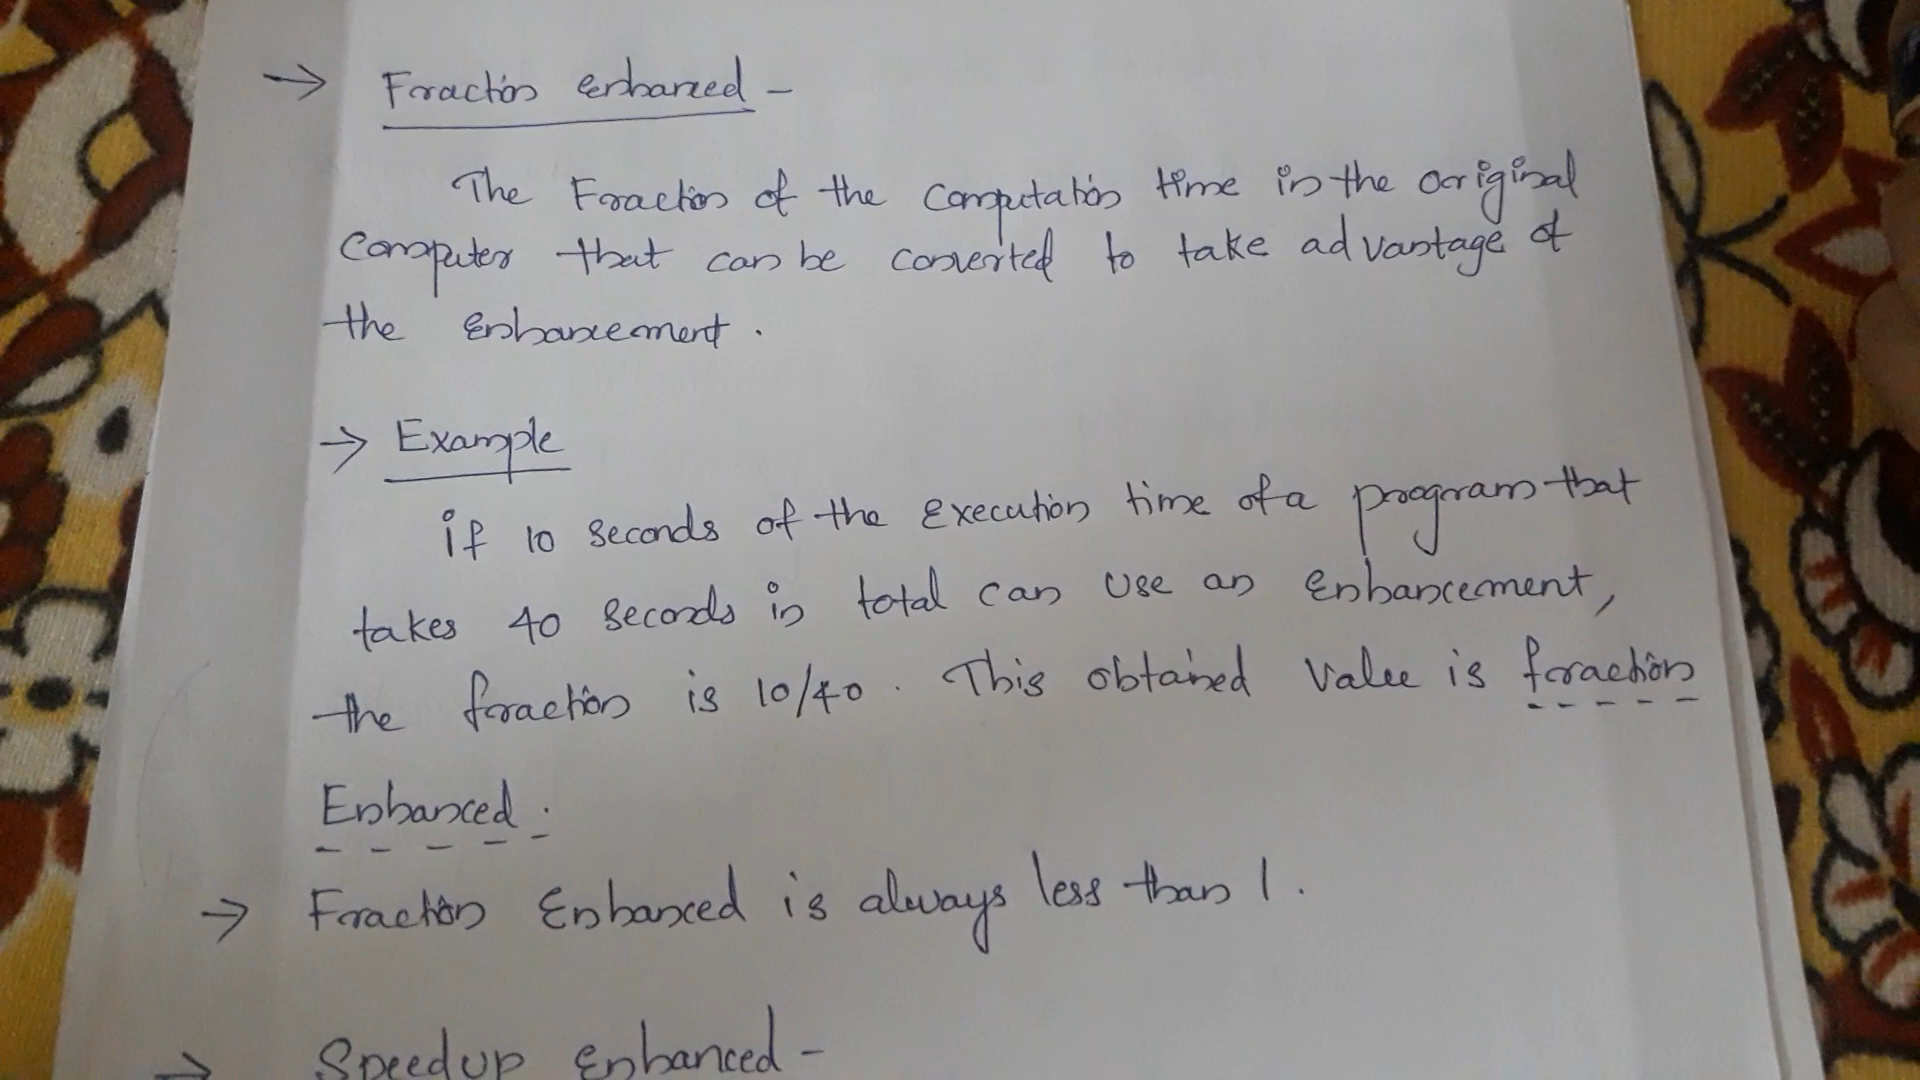 → Fraction enhanced -
The Fraction of the computation time in the original
computer that can be converted to take advantage of
the enhancement.
→ Example
if 10 seconds of the execution time of a program that
takes 40 seconds in total can use an enhancement,
the fraction is 10/40. This obtained value is fraction
Enhanced.
→ Fraction Enhanced is always less than 1.
→ Speedup Enhanced -